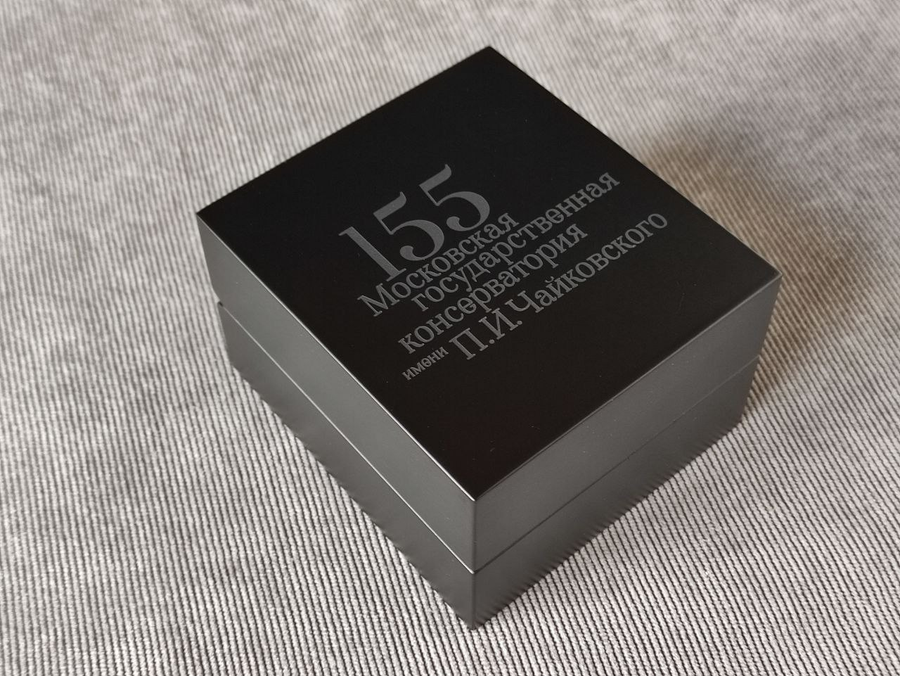 155
Московская
государственная
консерватория
имени П.И.Чайковского